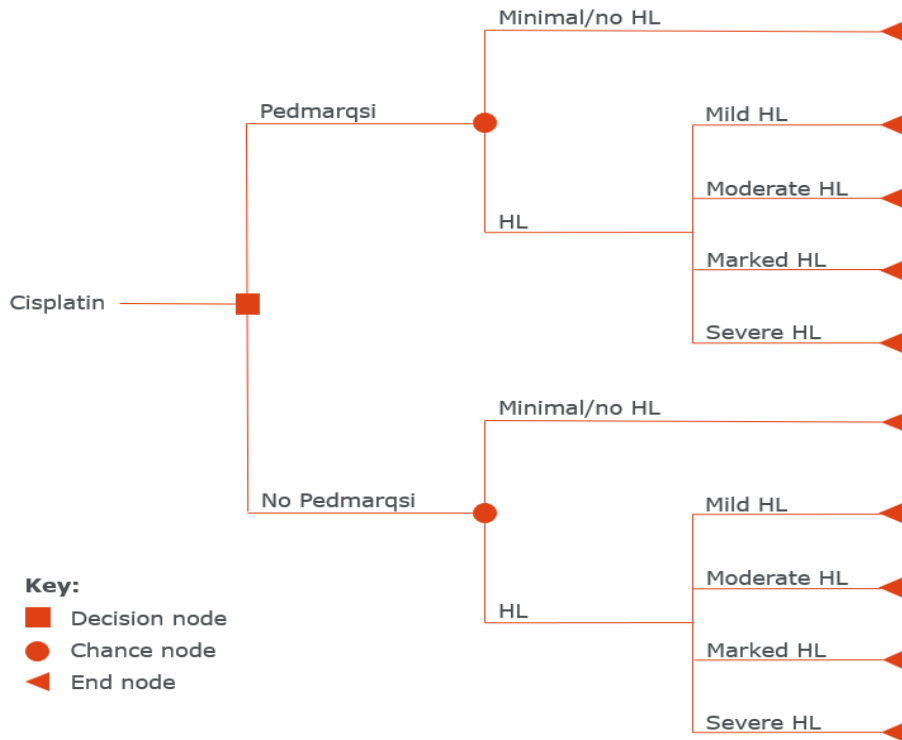 Minimal/no HL
Pedmarqsi
Mild HL
Moderate HL
HL
Marked HL
Cisplatin
Severe HL
Minimal/no HL
No Pedmarqsi
Mild HL
Moderate HL
HL
Marked HL
Severe HL
Key:
Decision node
Chance node
End node